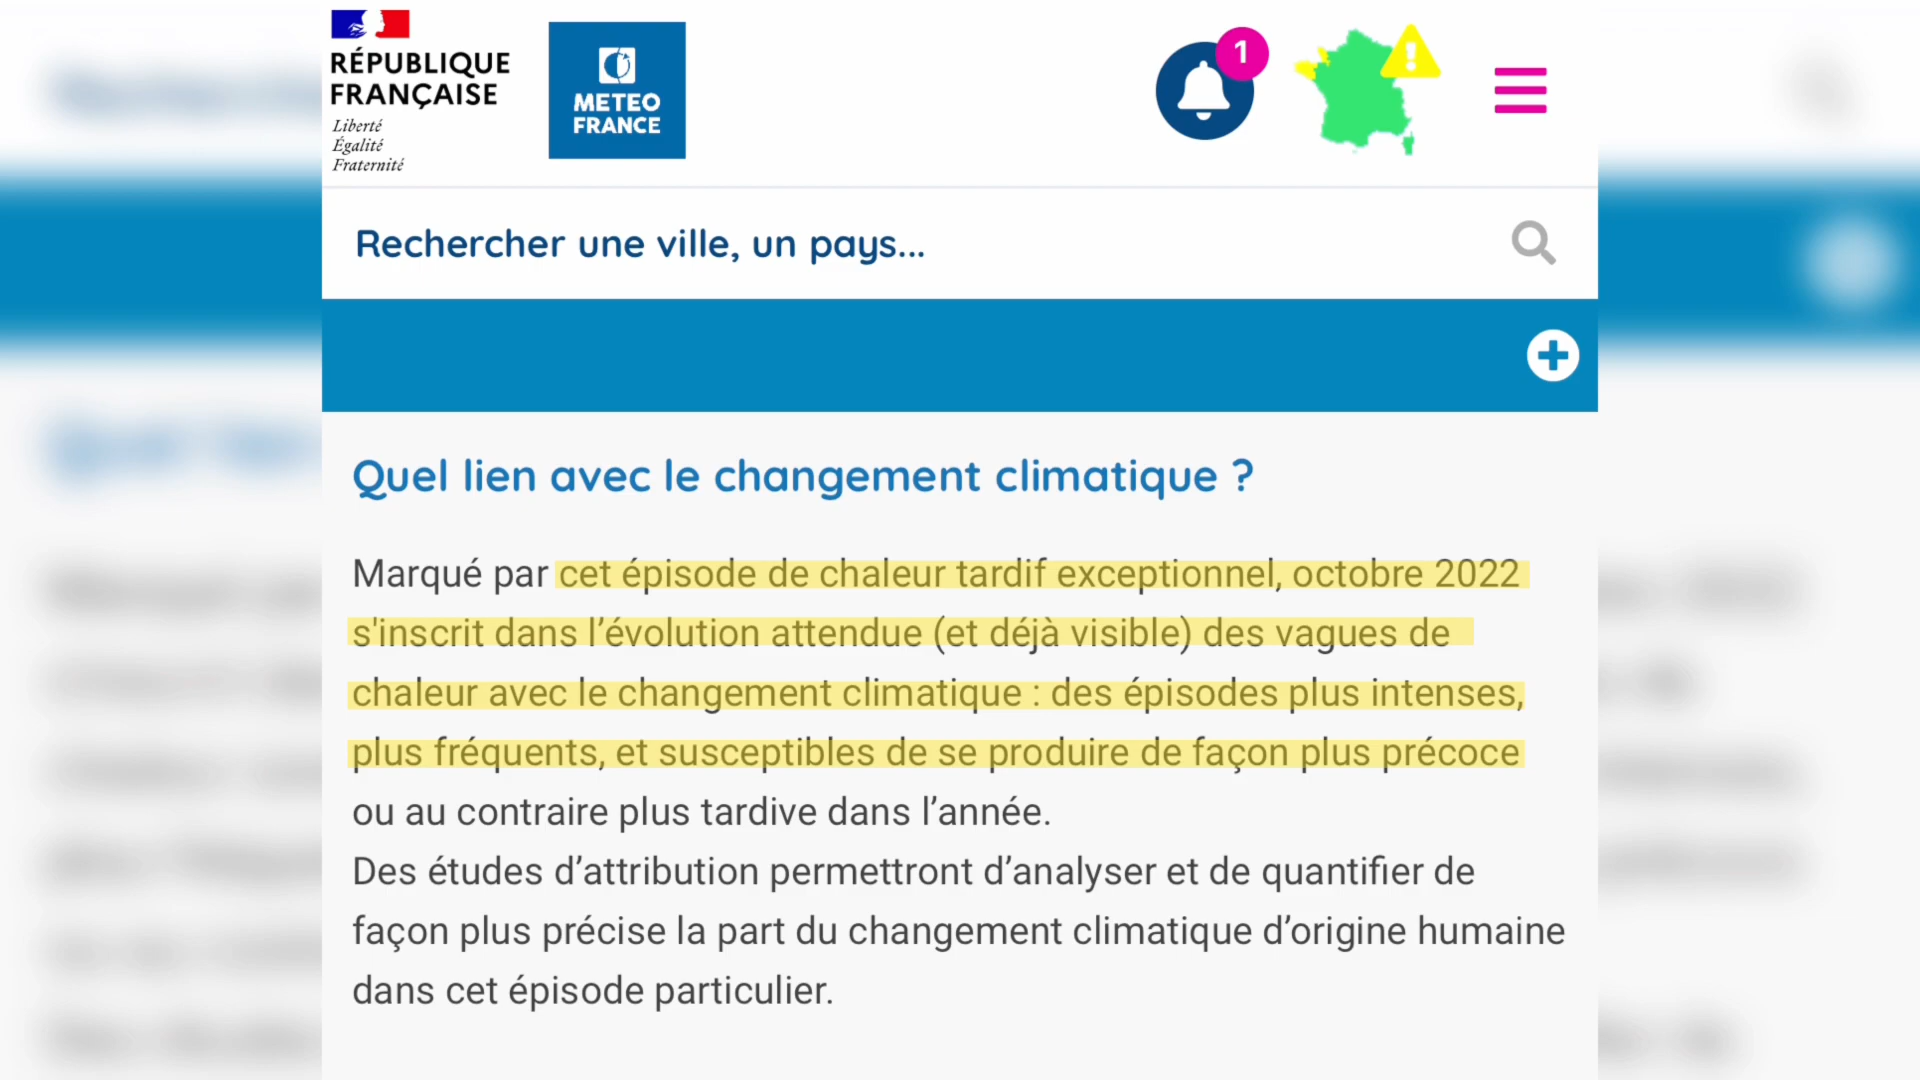 RÉPUBLIQUE
FRANÇAISE
Liberté
Égalité
Fraternité
METEO
FRANCE
1
Rechercher une ville, un pays...
Quel lien avec le changement climatique ?
Marqué par cet épisode de chaleur tardif exceptionnel, octobre 2022
s'inscrit dans l’évolution attendue (et déjà visible) des vagues de
chaleur avec le changement climatique : des épisodes plus intenses,
plus fréquents, et susceptibles de se produire de façon plus précoce
ou au contraire plus tardive dans l’année.
Des études d’attribution permettront d’analyser et de quantifier de
façon plus précise la part du changement climatique d’origine humaine
dans cet épisode particulier.